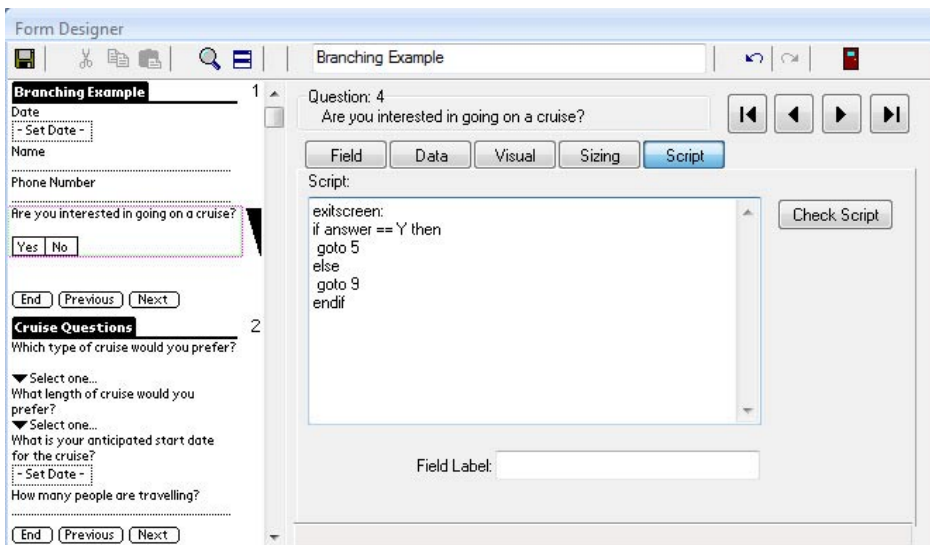 Form Designer
Branching Example
Branching Example 1
Date
- Set Date -
Name
Phone Number
Are you interested in going on a cruise?
Yes No
End Previous Next
Cruise Questions 2
Which type of cruise would you prefer?
Select one...
What length of cruise would you
prefer?
Select one...
What is your anticipated start date
for the cruise?
- Set Date -
How many people are travelling?
End Previous Next
Question: 4
Are you interested in going on a cruise?
Field Data Visual Sizing Script
Script:
exitscreen:
if answer == Y then
goto 5
else
goto 9
endif
Check Script
Field Label: